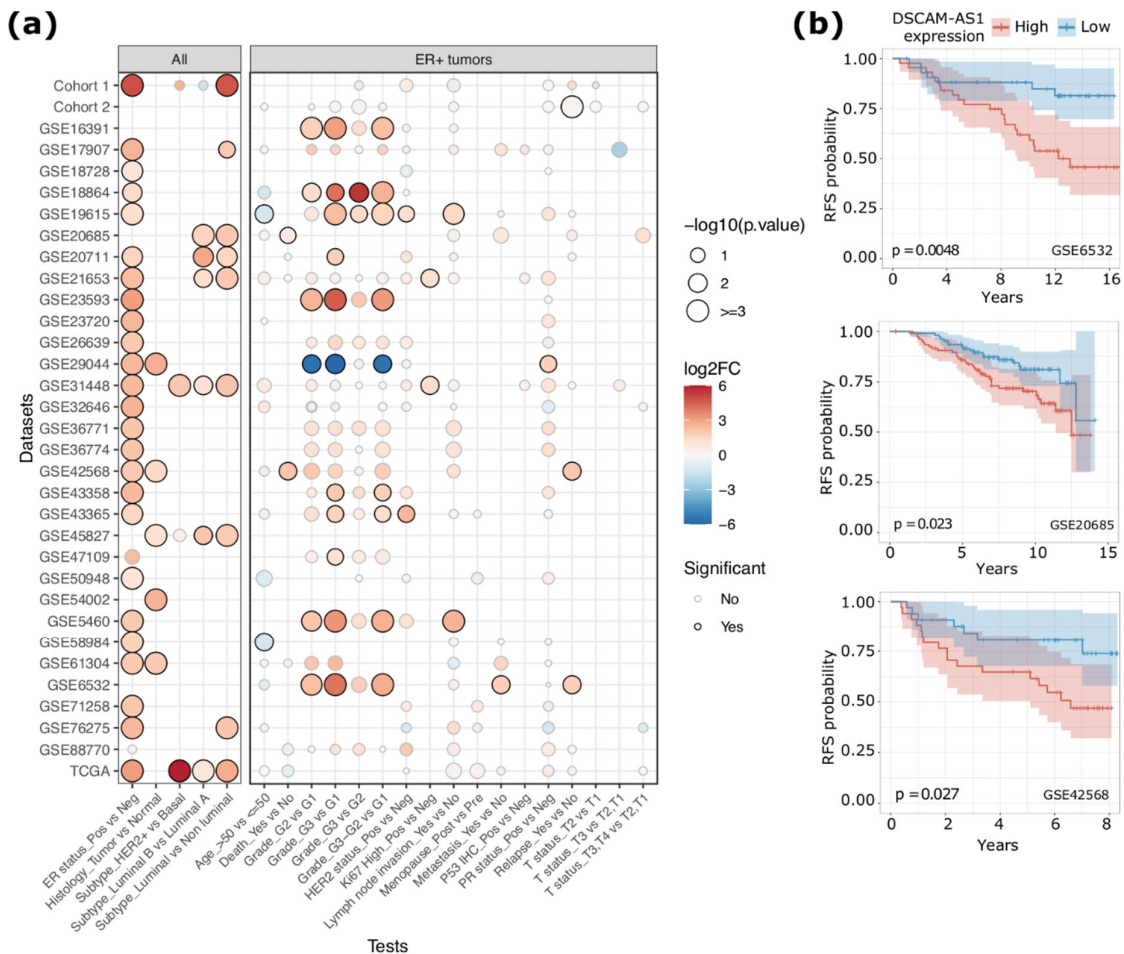 (a)
All
ER+ tumors
Datasets
Cohort 1
Cohort 2
GSE16391
GSE17907
GSE18728
GSE18864
GSE19615
GSE20685
GSE20711
GSE21653
GSE23593
GSE23720
GSE26639
GSE29044
GSE31448
GSE32646
GSE36771
GSE36774
GSE42568
GSE43358
GSE43365
GSE45827
GSE47109
GSE50948
GSE54002
GSE5460
GSE58984
GSE61304
GSE6532
GSE71258
GSE76275
GSE88770
TCGA
ER status_Pos vs Neg
Histology_Tumor vs Normal
Subtype_HER2+ vs Basal
Subtype_Luminal B vs Luminal A
Subtype_Luminal vs Non luminal
Age_>50 vs <=50
Death_Yes vs No
Grade_G2 vs G1
Grade_G3 vs G1
Grade_G3 vs G2
Grade_G3-G2 vs G1
HER2 status_Pos vs Neg
Ki67 High_Pos vs Neg
Lymph node invasion_Yes vs No
Menopause_Post vs Pre
Metastasis_Yes vs No
P53 IHC_Pos vs Neg
PR status_Pos vs Neg
Relapse_Yes vs No
T status_T2 vs T1
T status_T3 vs T2.T1
T status_T3,T4 vs T2.T1
Tests
−log10(p.value)
1
2
>=3
log2FC
6
3
0
−3
−6
Significant
No
Yes
(b)
DSCAM-AS1
expression
High
Low
RFS probability
1.00
0.75
0.50
0.25
0.00
p = 0.0048
GSE6532
0 4 8 12 16
Years
RFS probability
1.00
0.75
0.50
0.25
0.00
p = 0.023
GSE20685
0 5 10 15
Years
RFS probability
1.00
0.75
0.50
0.25
0.00
p = 0.027
GSE42568
0 2 4 6 8
Years